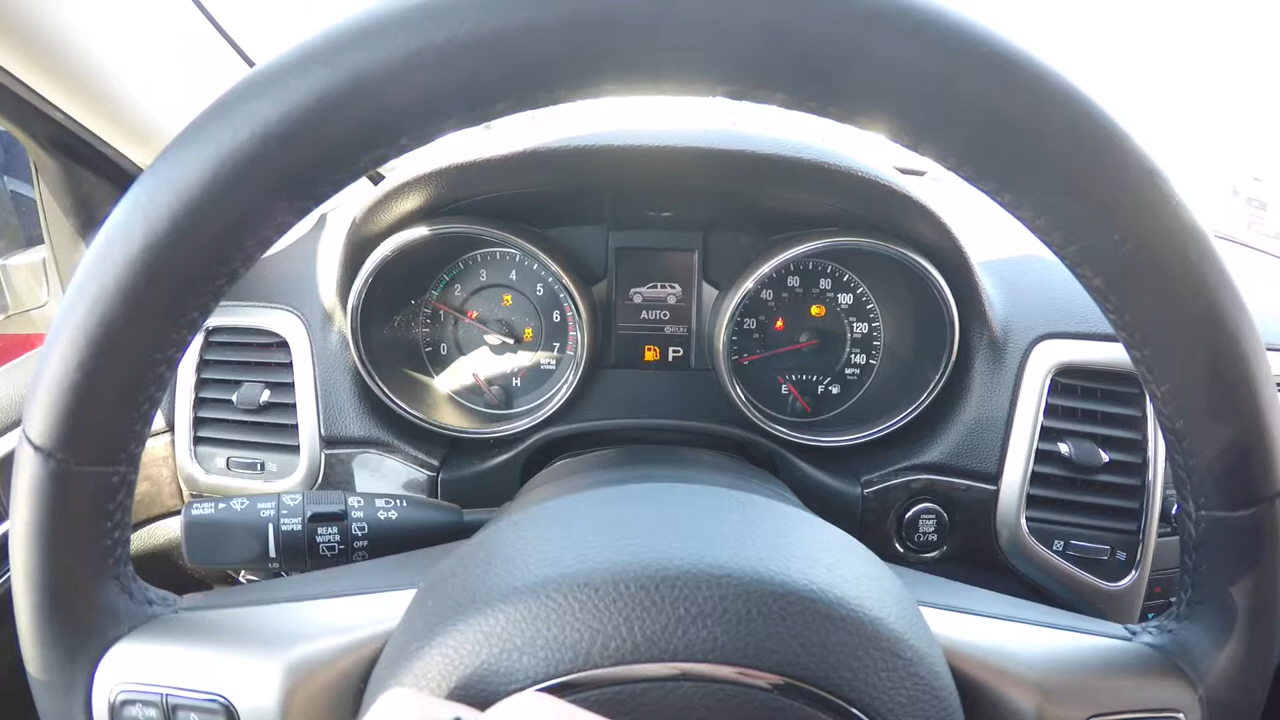 0
1
2
3
4
5
6
7
RPM
x1000
H
AUTO
RUN
P
20
40
60
80
100
120
140
MPH
E
F
PUSH
WASH
MIST
OFF
LO
FRONT
WIPER
REAR
WIPER
ON
OFF
ENGINE
START
STOP